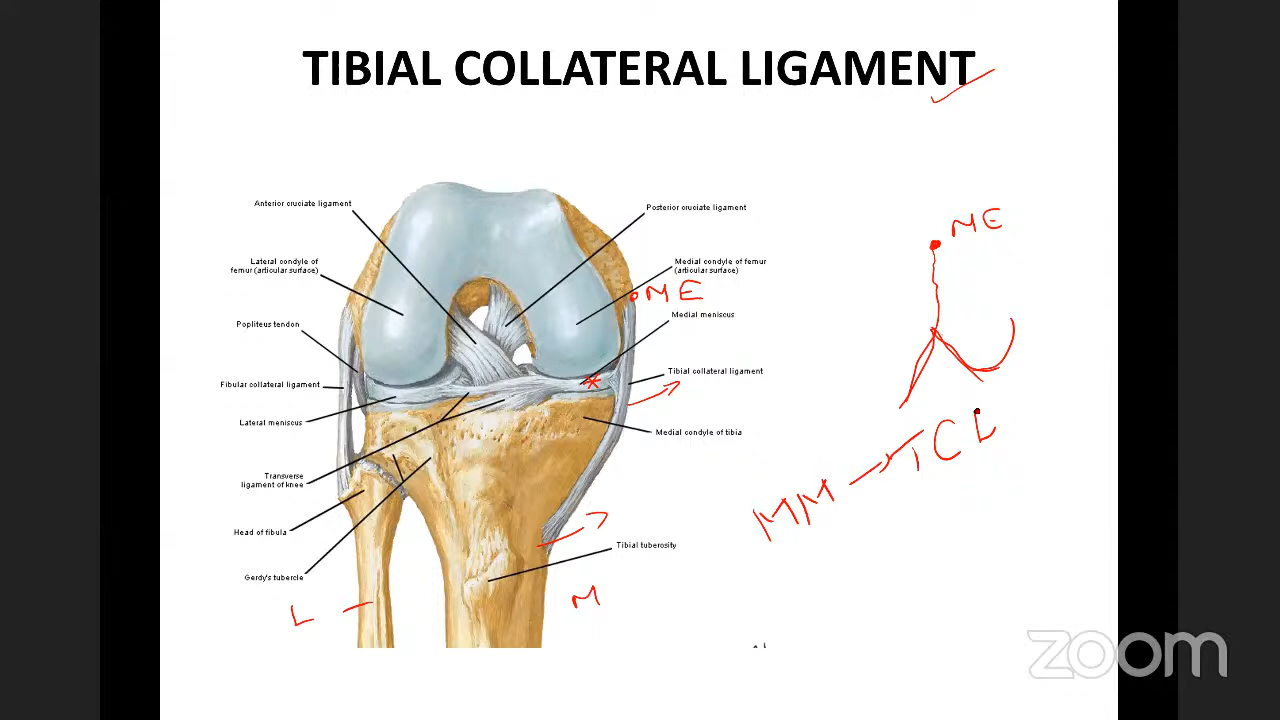 TIBIAL COLLATERAL LIGAMENT
Anterior cruciate ligament
Posterior cruciate ligament
Lateral condyle of
femur (articular surface)
Medial condyle of femur
(articular surface)
ME
ME
Popliteus tendon
Medial meniscus
Fibular collateral ligament
Tibial collateral ligament
Lateral meniscus
Medial condyle of tibia
Transverse
ligament of knee
MM → TCL
Head of fibula
Tibial tuberosity
Gerdy's tubercle
L
M
zoom